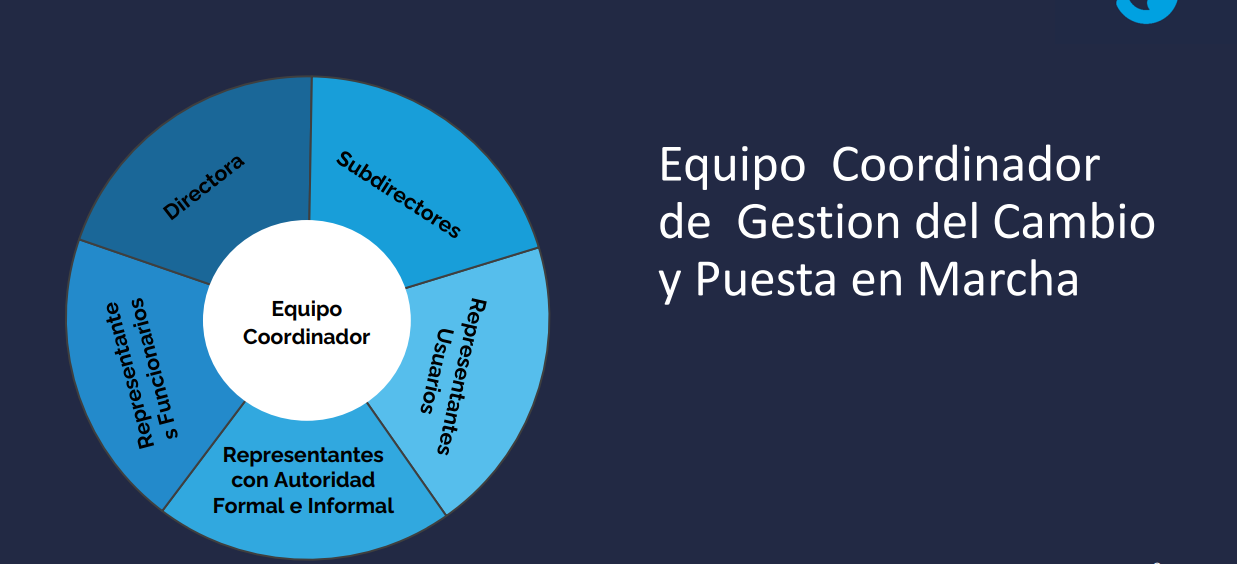 Equipo  Coordinador
de  Gestion del Cambio
y Puesta en Marcha
Directora
Subdirectores
Representantes
Usuarios
Representantes
con Autoridad
Formal e Informal
Representante
s Funcionarios
Equipo
Coordinador